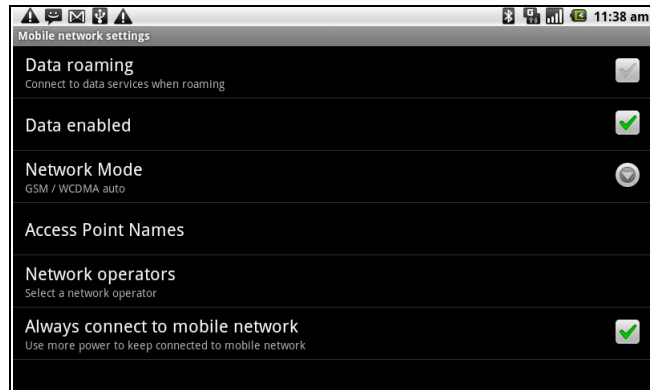 11:38 am
Mobile network settings
Data roaming
Connect to data services when roaming
Data enabled
Network Mode
GSM / WCDMA auto
Access Point Names
Network operators
Select a network operator
Always connect to mobile network
Use more power to keep connected to mobile network